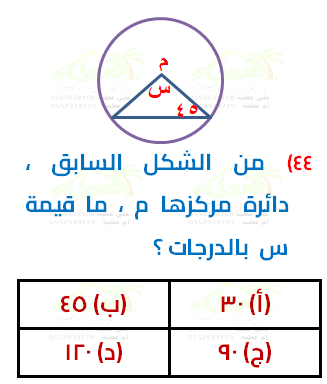 م
س
٤٥
٤٤) من الشكل السابق ،
دائرة مركزها م ، ما قيمة
س بالدرجات ؟
(أ) ٣٠
(ب) ٤٥
(ج) ٩٠
(د) ١٢٠